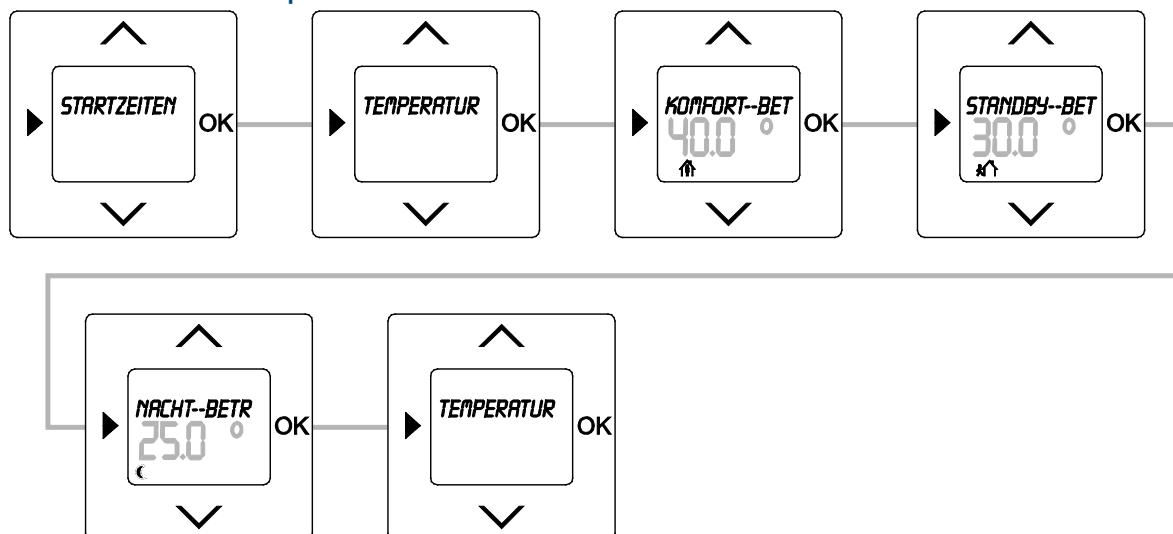 STARTZEITEN
OK
TEMPERATUR
OK
KOMFORT--BET
OK
40.0 °
STANDBY--BET
OK
30.0 °
NACHT--BETR
OK
25.0 °
TEMPERATUR
OK